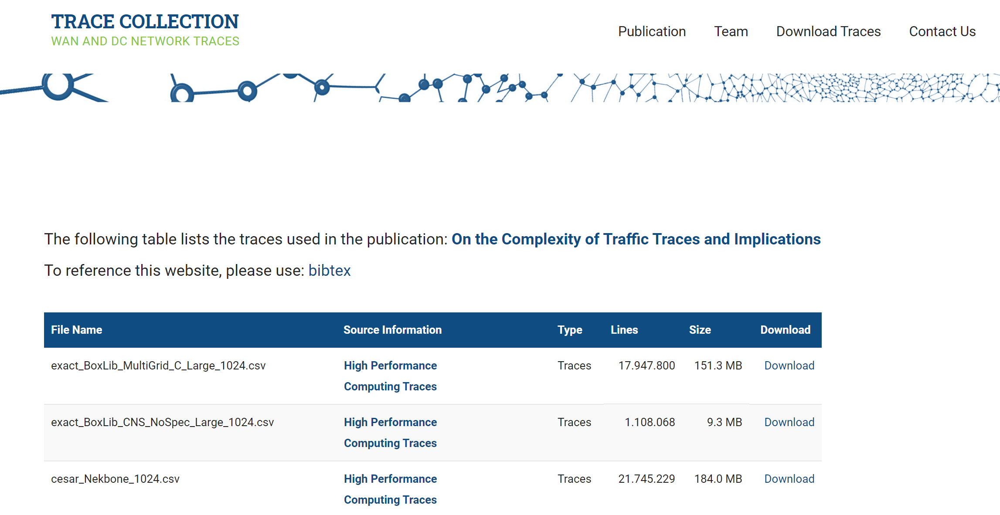 TRACE COLLECTION
WAN AND DC NETWORK TRACES
Publication Team Download Traces Contact Us
The following table lists the traces used in the publication: On the Complexity of Traffic Traces and Implications
To reference this website, please use: bibtex
File Name Source Information Type Lines Size Download
exact_BoxLib_MultiGrid_C_Large_1024.csv High Performance Traces 17.947.800 151.3 MB Download
Computing Traces
exact_BoxLib_CNS_NoSpec_Large_1024.csv High Performance Traces 1.108.068 9.3 MB Download
Computing Traces
cesar_Nekbone_1024.csv High Performance Traces 21.745.229 184.0 MB Download
Computing Traces